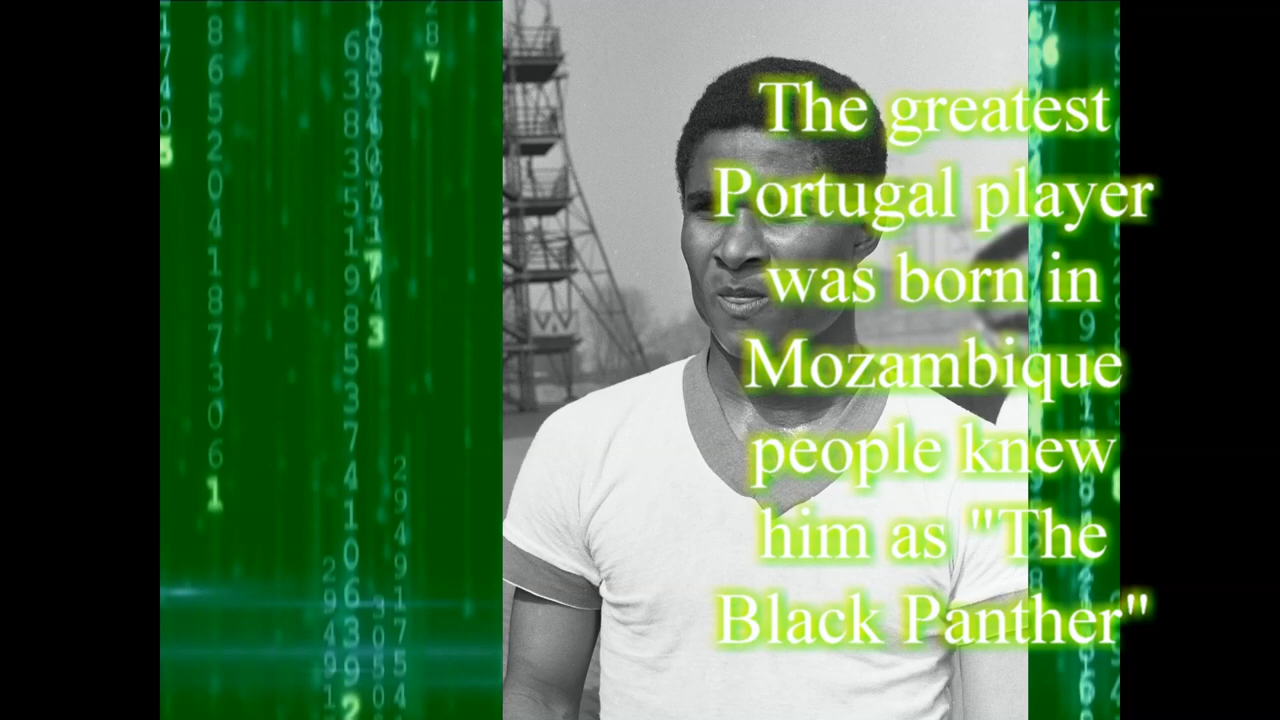 The greatest
Portugal player
was born in
Mozambique
people knew
him as "The
Black Panther"